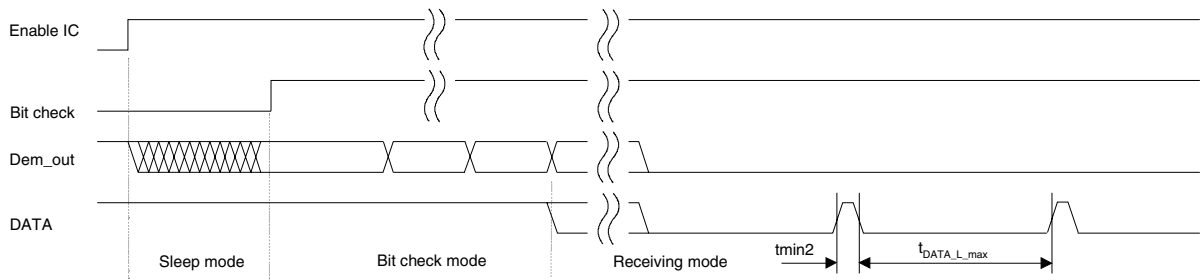 Enable IC
Bit check
Dem_out
DATA
tmin2
tDATA_L_max
Sleep mode
Bit check mode
Receiving mode